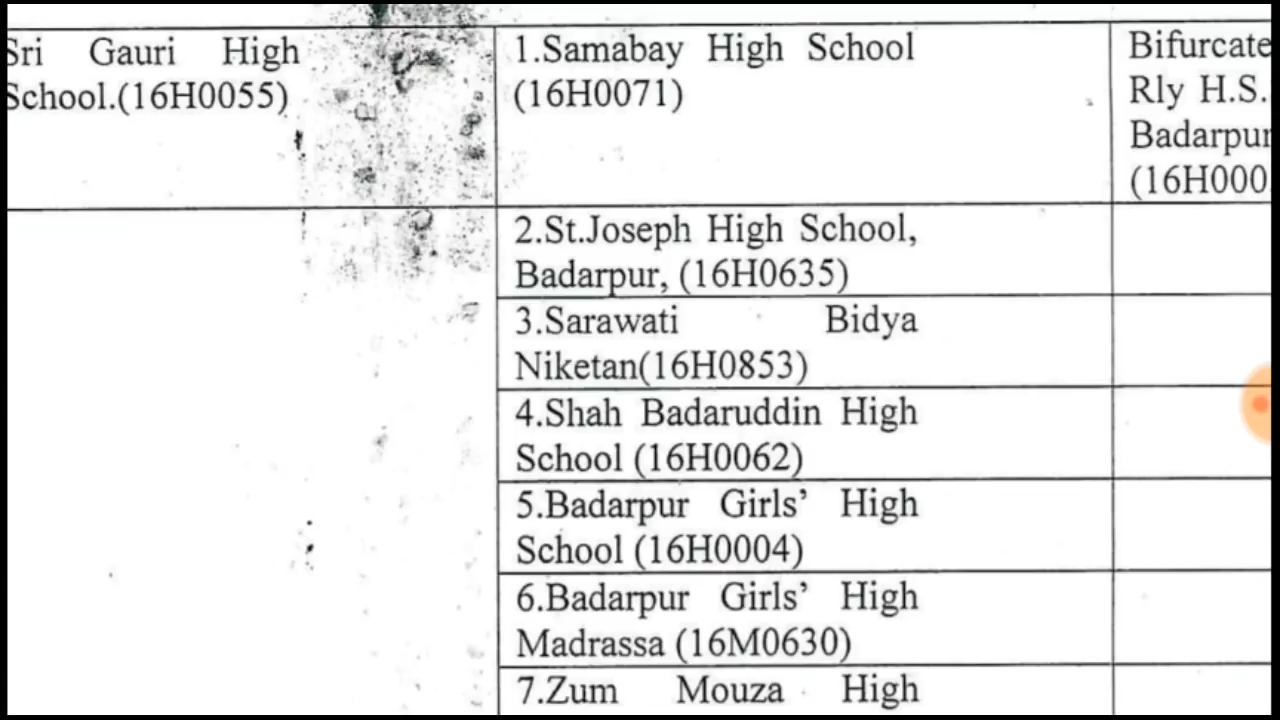 Sri Gauri High
School.(16H0055)
1.Samabay High School
(16H0071)
Bifurcate
Rly H.S.
Badarpur
(16H000
2.St.Joseph High School,
Badarpur, (16H0635)
3.Sarawati Bidya
Niketan(16H0853)
4.Shah Badaruddin High
School (16H0062)
5.Badarpur Girls’ High
School (16H0004)
6.Badarpur Girls’ High
Madrassa (16M0630)
7.Zum Mouza High